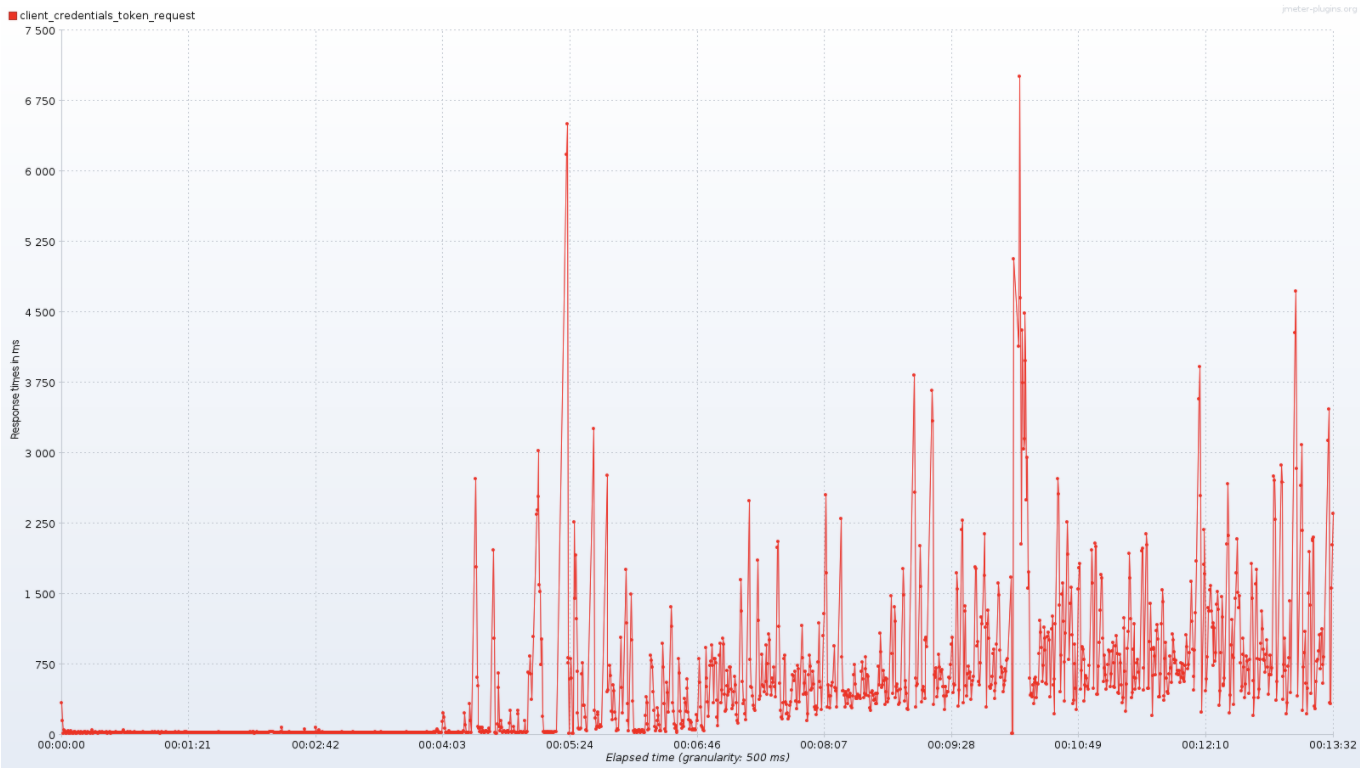 client_credentials_token_request
jmeter-plugins.org
7 500
6 750
6 000
5 250
4 500
3 750
3 000
2 250
1 500
750
0
Response times in ms
00:00:00 00:01:21 00:02:42 00:04:03 00:05:24 00:06:46 00:08:07 00:09:28 00:10:49 00:12:10 00:13:32
Elapsed time (granularity: 500 ms)